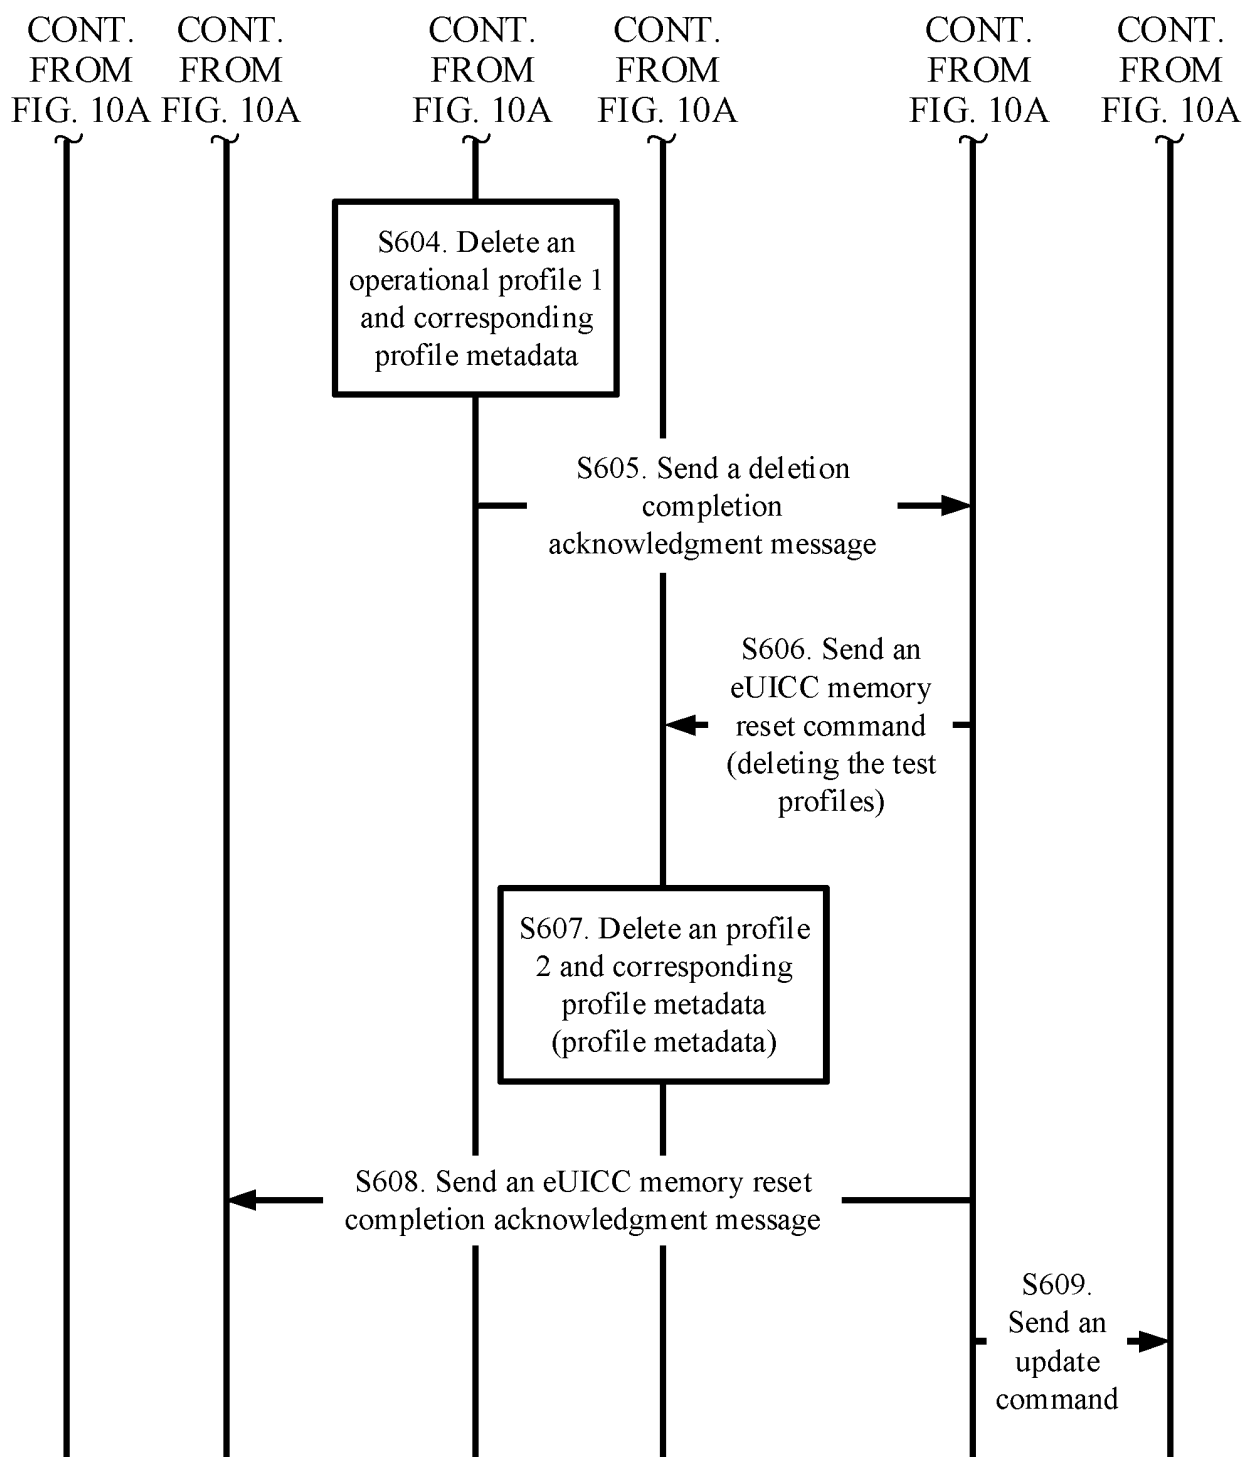 CONT. CONT. CONT. CONT. CONT. CONT.
FROM FROM FROM FROM FROM FROM
FIG. 10A FIG. 10A FIG. 10A FIG. 10A FIG. 10A FIG. 10A
S604. Delete an
operational profile 1
and corresponding
profile metadata
S605. Send a deletion
completion
acknowledgment message
S606. Send an
eUICC memory
reset command
(deleting the test
profiles)
S607. Delete an profile
2 and corresponding
profile metadata
(profile metadata)
S608. Send an eUICC memory reset
completion acknowledgment message
S609.
Send an
update
command